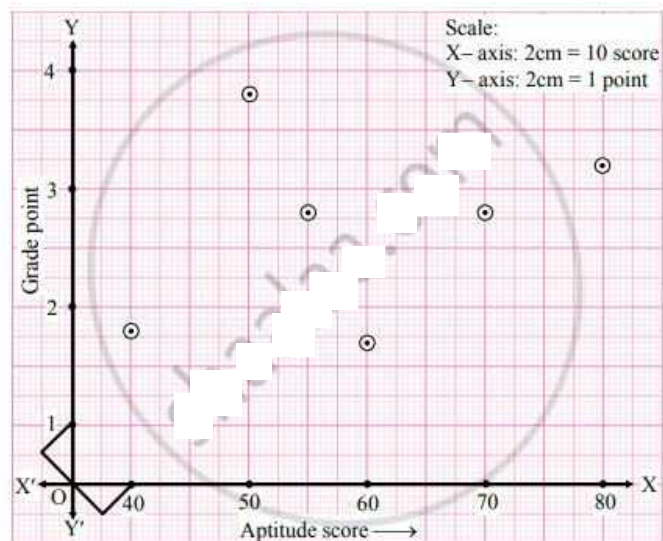 Y
Scale:
X– axis: 2cm = 10 score
Y– axis: 2cm = 1 point
4
3
2
1
Grade point
X′
O
Y′
40
50
60
70
80
X
Aptitude score ⟶